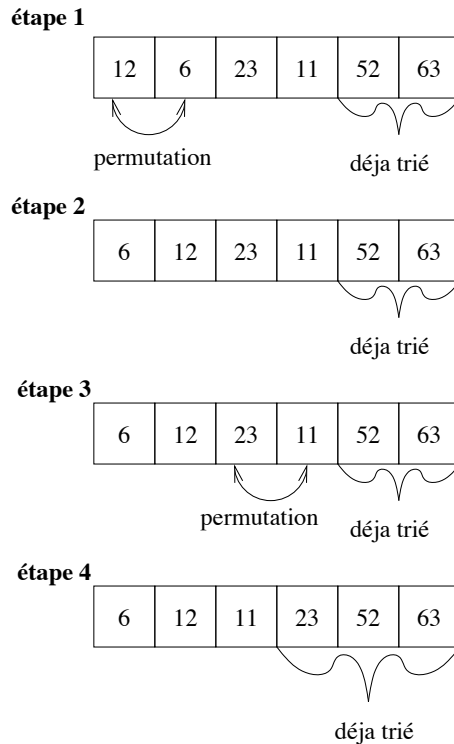 étape 1
12 6 23 11 52 63
permutation
déja trié
étape 2
6 12 23 11 52 63
déja trié
étape 3
6 12 23 11 52 63
permutation
déja trié
étape 4
6 12 11 23 52 63
déja trié